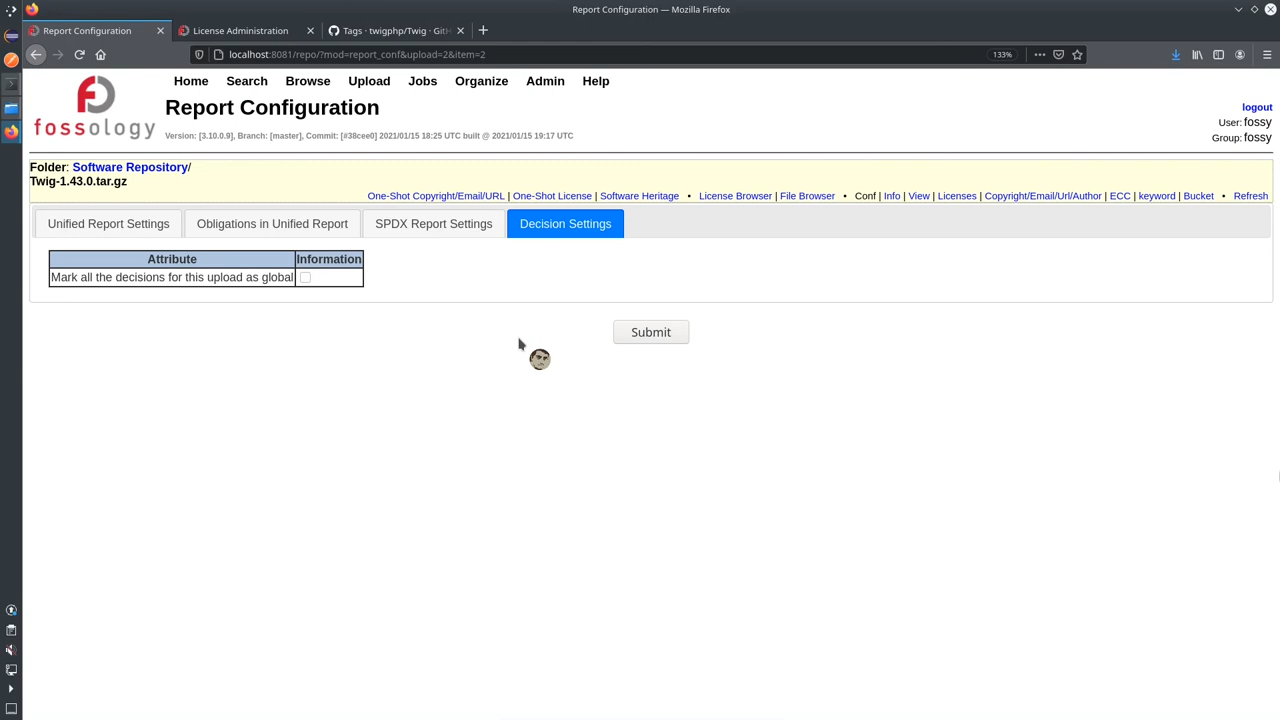 Report Configuration — Mozilla Firefox
Report Configuration
License Administration
Tags · twigphp/Twig · GitH
localhost:8081/repo/?mod=report_conf&upload=2&item=2
133%
Home Search Browse Upload Jobs Organize Admin Help
fossology
Report Configuration
Version: [3.10.0.9], Branch: [master], Commit: [#38cee0] 2021/01/15 18:25 UTC built @ 2021/01/15 19:17 UTC
logout
User: fossy
Group: fossy
Folder: Software Repository/
Twig-1.43.0.tar.gz
One-Shot Copyright/Email/URL | One-Shot License | Software Heritage • License Browser | File Browser • Conf | Info | View | Licenses | Copyright/Email/Url/Author | ECC | keyword | Bucket • Refresh
Unified Report Settings
Obligations in Unified Report
SPDX Report Settings
Decision Settings
Attribute Information
Mark all the decisions for this upload as global
Submit